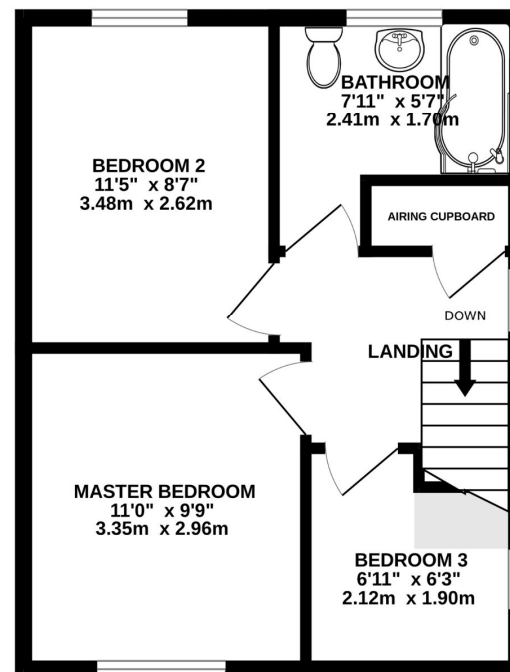 BATHROOM
7'11" x 5'7"
2.41m x 1.70m
BEDROOM 2
11'5" x 8'7"
3.48m x 2.62m
AIRING CUPBOARD
DOWN
LANDING
MASTER BEDROOM
11'0" x 9'9"
3.35m x 2.96m
BEDROOM 3
6'11" x 6'3"
2.12m x 1.90m